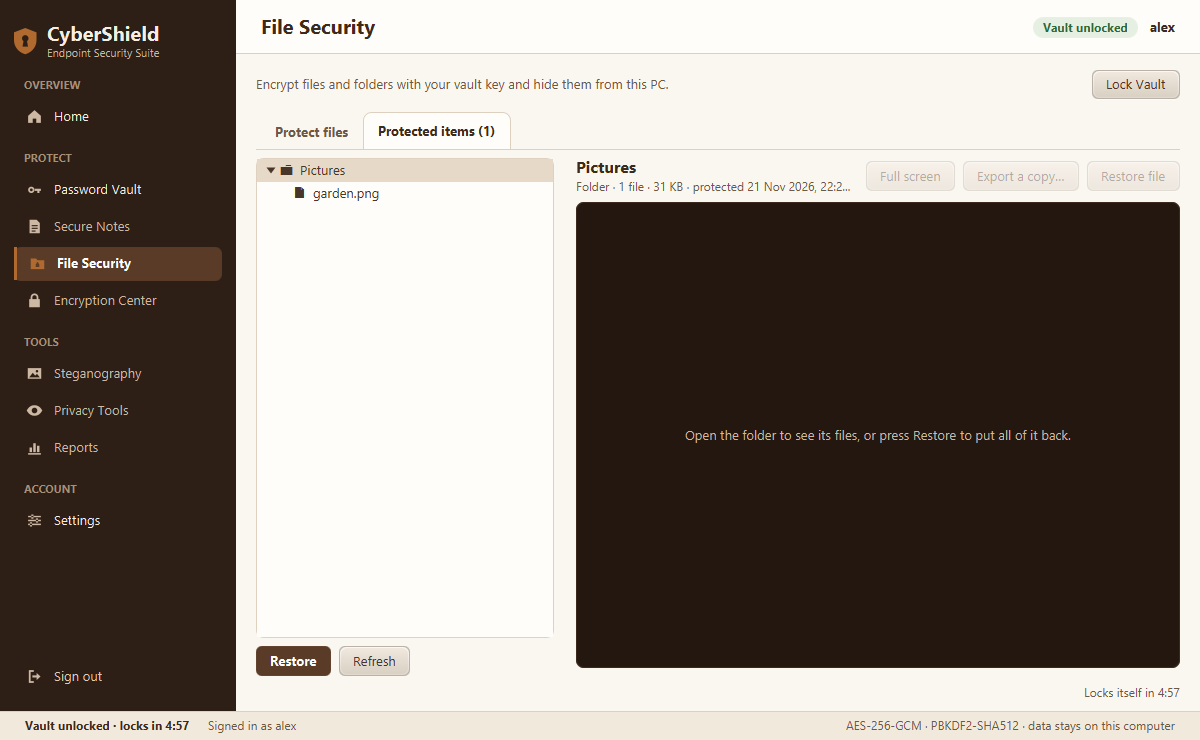 CyberShield
Endpoint Security Suite
OVERVIEW
Home
PROTECT
Password Vault
Secure Notes
File Security
Encryption Center
TOOLS
Steganography
Privacy Tools
Reports
ACCOUNT
Settings
Sign out
File Security
Vault unlocked
alex
Encrypt files and folders with your vault key and hide them from this PC.
Lock Vault
Protect files
Protected items (1)
Pictures
garden.png
Restore
Refresh
Pictures
Folder · 1 file · 31 KB · protected 21 Nov 2026, 22:2...
Full screen
Export a copy...
Restore file
Open the folder to see its files, or press Restore to put all of it back.
Locks itself in 4:57
Vault unlocked · locks in 4:57
Signed in as alex
AES-256-GCM · PBKDF2-SHA512 · data stays on this computer